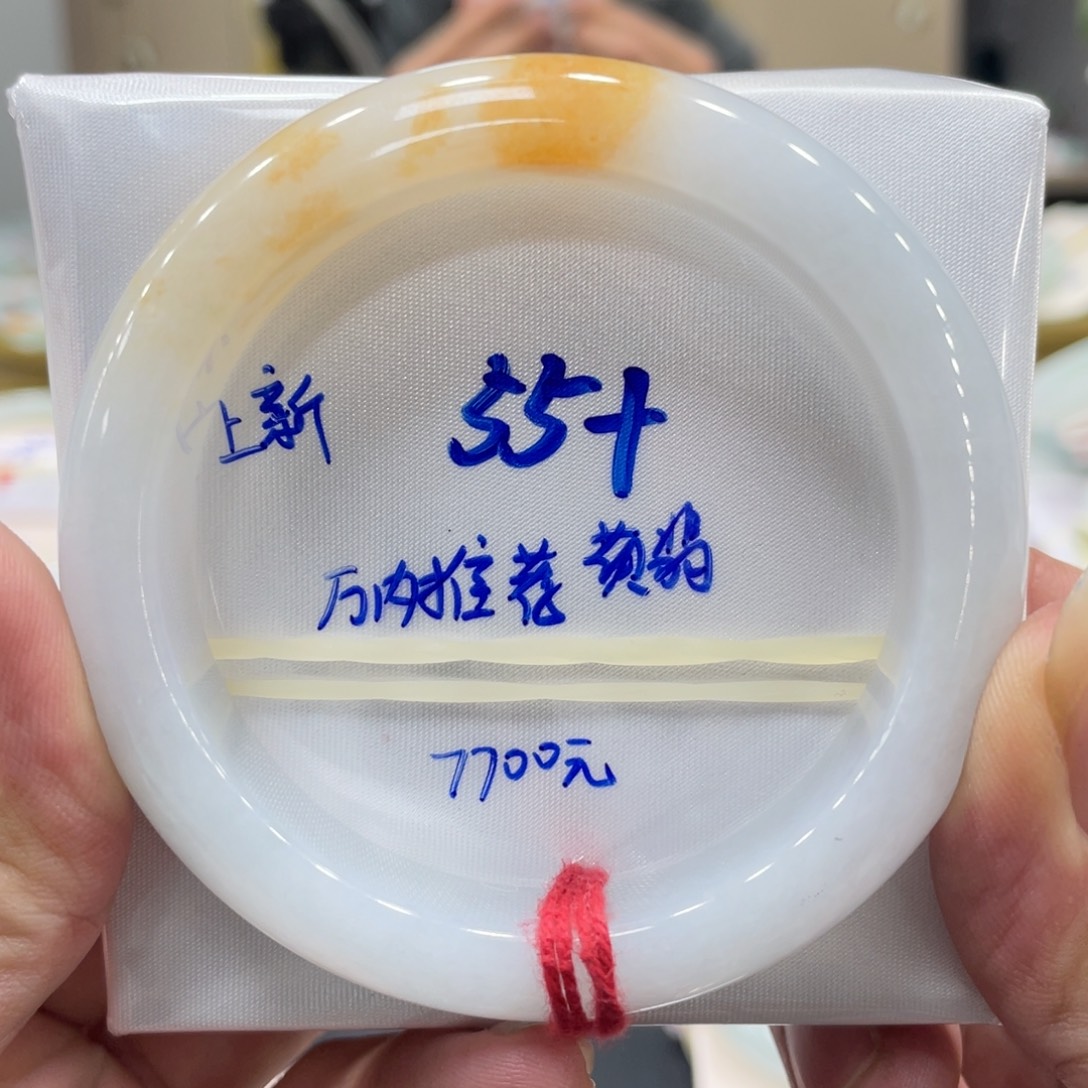 上新
55+
万内推荐 黄翡
7700元